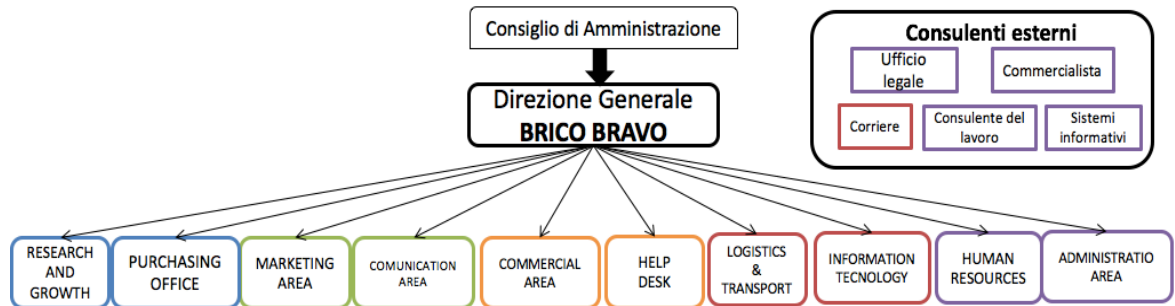 Consiglio di Amministrazione
Direzione Generale
BRICO BRAVO
Consulenti esterni
Ufficio
legale
Commercialista
Corriere
Consulente del
lavoro
Sistemi
informativi
RESEARCH
AND
GROWTH
PURCHASING
OFFICE
MARKETING
AREA
COMUNICATION
AREA
COMMERCIAL
AREA
HELP
DESK
LOGISTICS
&
TRANSPORT
INFORMATION
TECNOLOGY
HUMAN
RESOURCES
ADMINISTRATIO
AREA